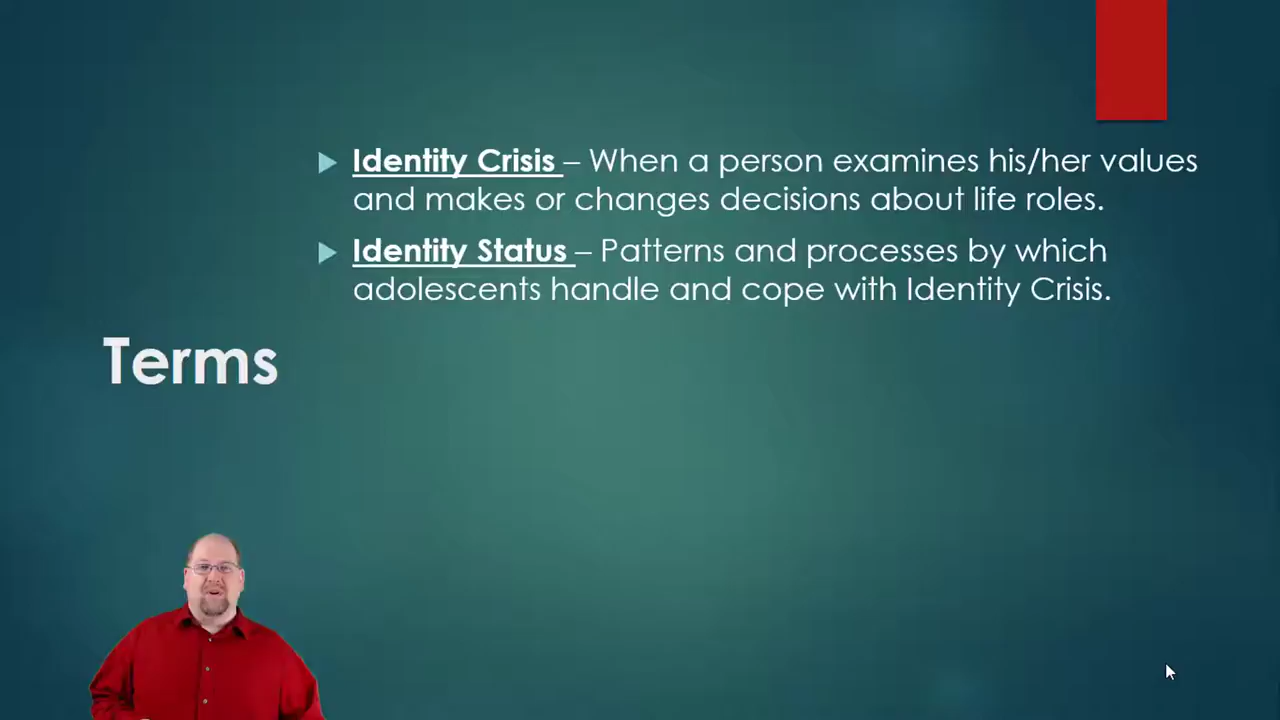 Identity Crisis – When a person examines his/her values
and makes or changes decisions about life roles.
Identity Status – Patterns and processes by which
adolescents handle and cope with Identity Crisis.
Terms